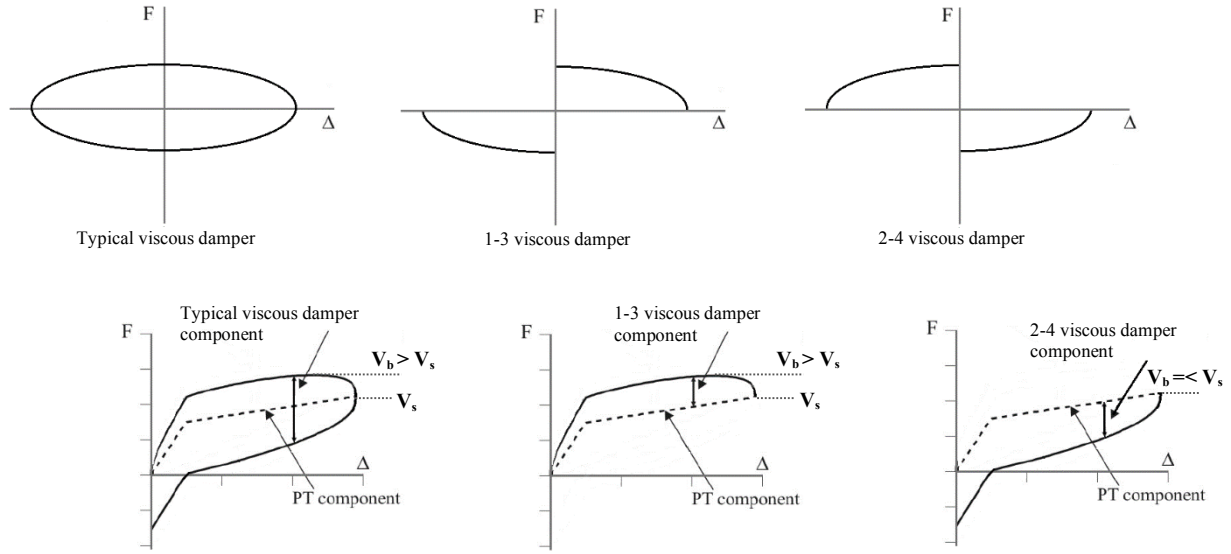 F
Δ
Typical viscous damper
F
Δ
1-3 viscous damper
F
Δ
2-4 viscous damper
F
Typical viscous damper
component
V_b > V_s
V_s
Δ
PT component
F
1-3 viscous damper
component
V_b > V_s
V_s
Δ
PT component
F
2-4 viscous damper
component
V_b =< V_s
Δ
PT component